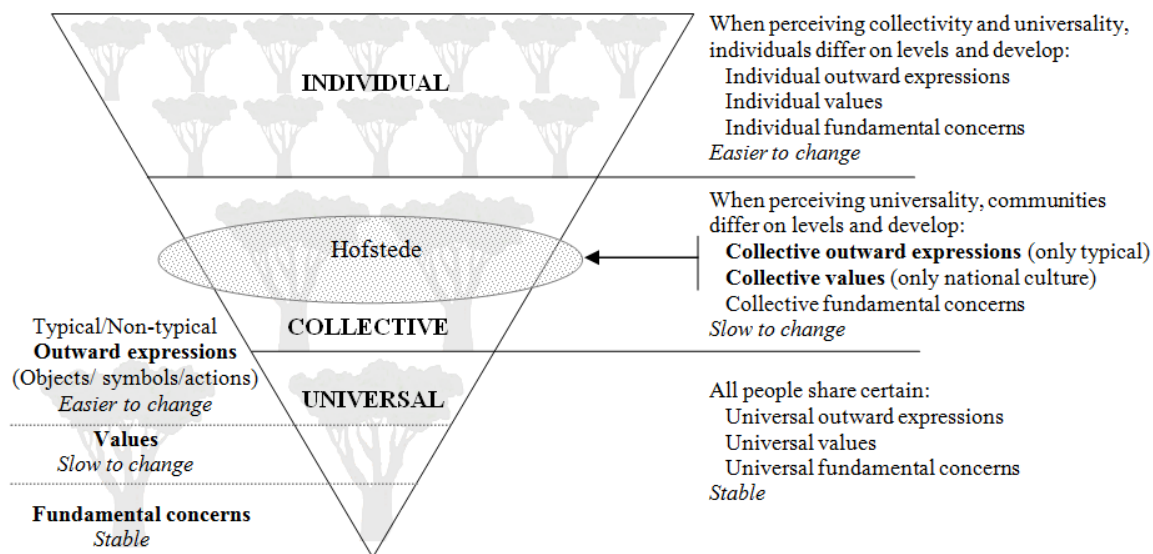 When perceiving collectivity and universality,
individuals differ on levels and develop:
Individual outward expressions
Individual values
Individual fundamental concerns
Easier to change
INDIVIDUAL
When perceiving universality, communities
differ on levels and develop:
Collective outward expressions (only typical)
Collective values (only national culture)
Collective fundamental concerns
Slow to change
Hofstede
COLLECTIVE
Typical/Non-typical
Outward expressions
(Objects/ symbols/actions)
Easier to change
Values
Slow to change
Fundamental concerns
Stable
UNIVERSAL
All people share certain:
Universal outward expressions
Universal values
Universal fundamental concerns
Stable